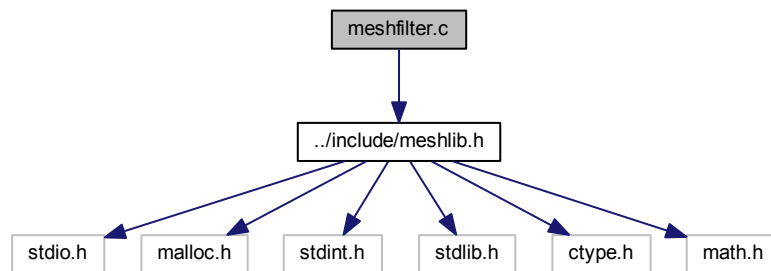 meshfilter.c
../include/meshlib.h
stdio.h malloc.h stdint.h stdlib.h ctype.h math.h